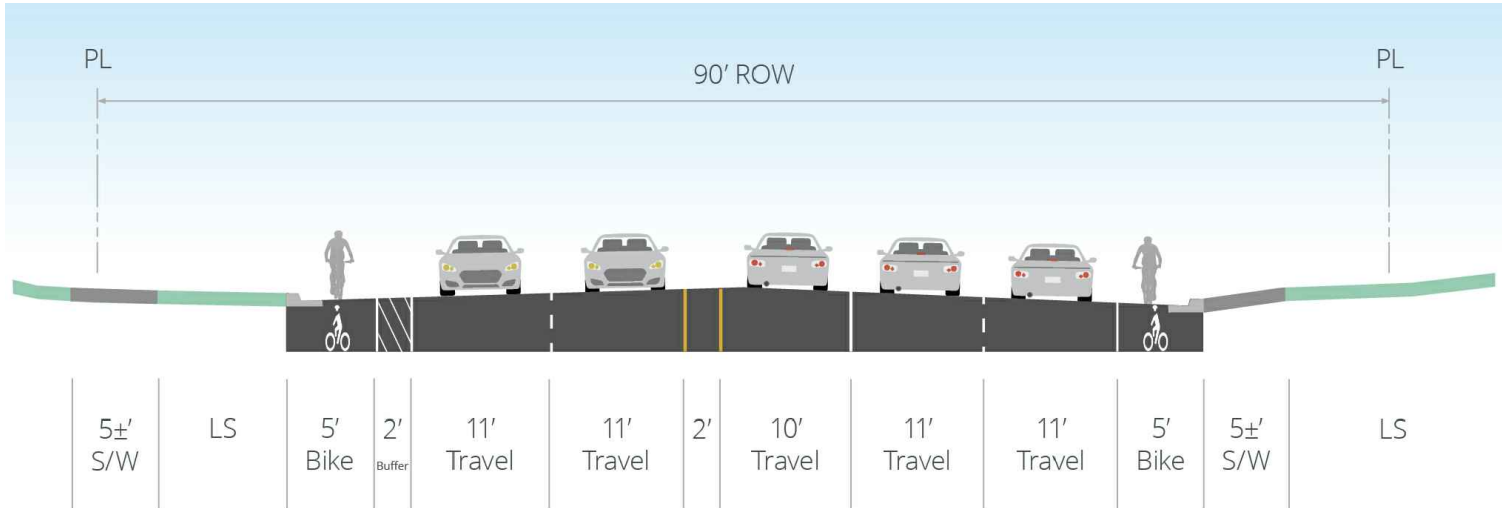 PL
90′ ROW
PL
5±′
S/W
LS
5′
Bike
2′
Buffer
11′
Travel
11′
Travel
2′
10′
Travel
11′
Travel
11′
Travel
5′
Bike
5±′
S/W
LS